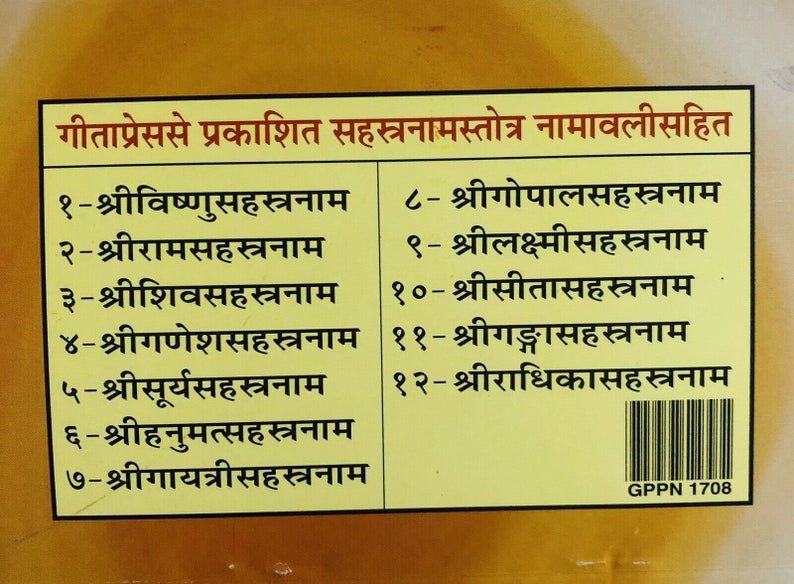 गीताप्रेससे प्रकाशित सहस्त्रनामस्तोत्र नामावलीसहित
१-श्रीविष्णुसहस्त्रनाम
२-श्रीरामसहस्त्रनाम
३-श्रीशिवसहस्त्रनाम
४-श्रीगणेशसहस्त्रनाम
५-श्रीसूर्यसहस्त्रनाम
६-श्रीहनुमत्सहस्त्रनाम
७-श्रीगायत्रीसहस्त्रनाम
८- श्रीगोपालसहस्त्रनाम
९- श्रीलक्ष्मीसहस्त्रनाम
१०-श्रीसीतासहस्त्रनाम
११-श्रीगङ्गासहस्त्रनाम
१२-श्रीराधिकासहस्त्रनाम
GPPN 1708